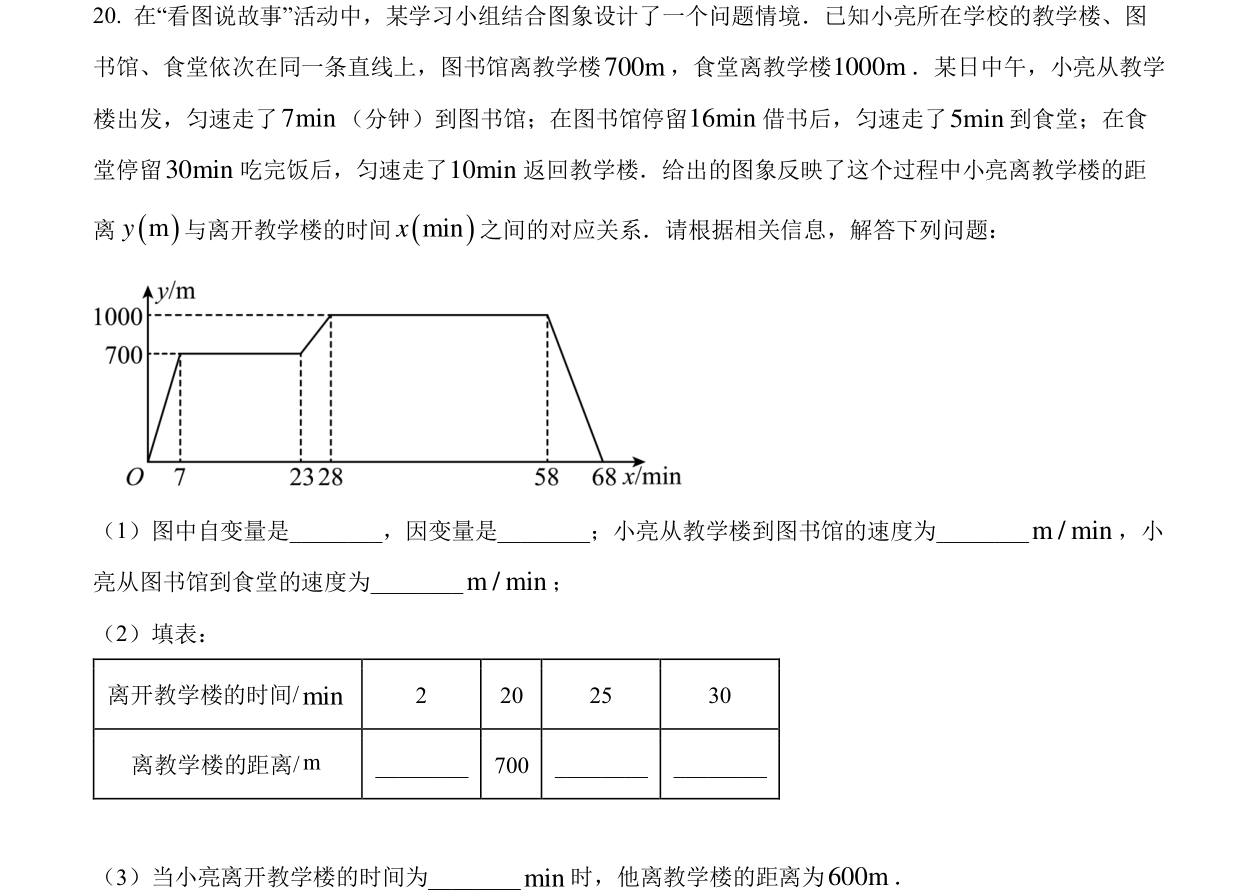 20. 在“看图说故事”活动中，某学习小组结合图象设计了一个问题情境．已知小亮所在学校的教学楼、图
书馆、食堂依次在同一条直线上，图书馆离教学楼700m，食堂离教学楼1000m．某日中午，小亮从教学
楼出发，匀速走了7min（分钟）到图书馆；在图书馆停留16min 借书后，匀速走了5min 到食堂；在食
堂停留30min 吃完饭后，匀速走了10min 返回教学楼．给出的图象反映了这个过程中小亮离教学楼的距
离 y(m) 与离开教学楼的时间 x(min) 之间的对应关系．请根据相关信息，解答下列问题：
y/m
1000
700
O 7 23 28 58 68 x/min
（1）图中自变量是________，因变量是________；小亮从教学楼到图书馆的速度为________m / min，小
亮从图书馆到食堂的速度为________m / min；
（2）填表：
离开教学楼的时间/ min 2 20 25 30
离教学楼的距离/ m ________ 700 ________ ________
（3）当小亮离开教学楼的时间为________min 时，他离教学楼的距离为600m．